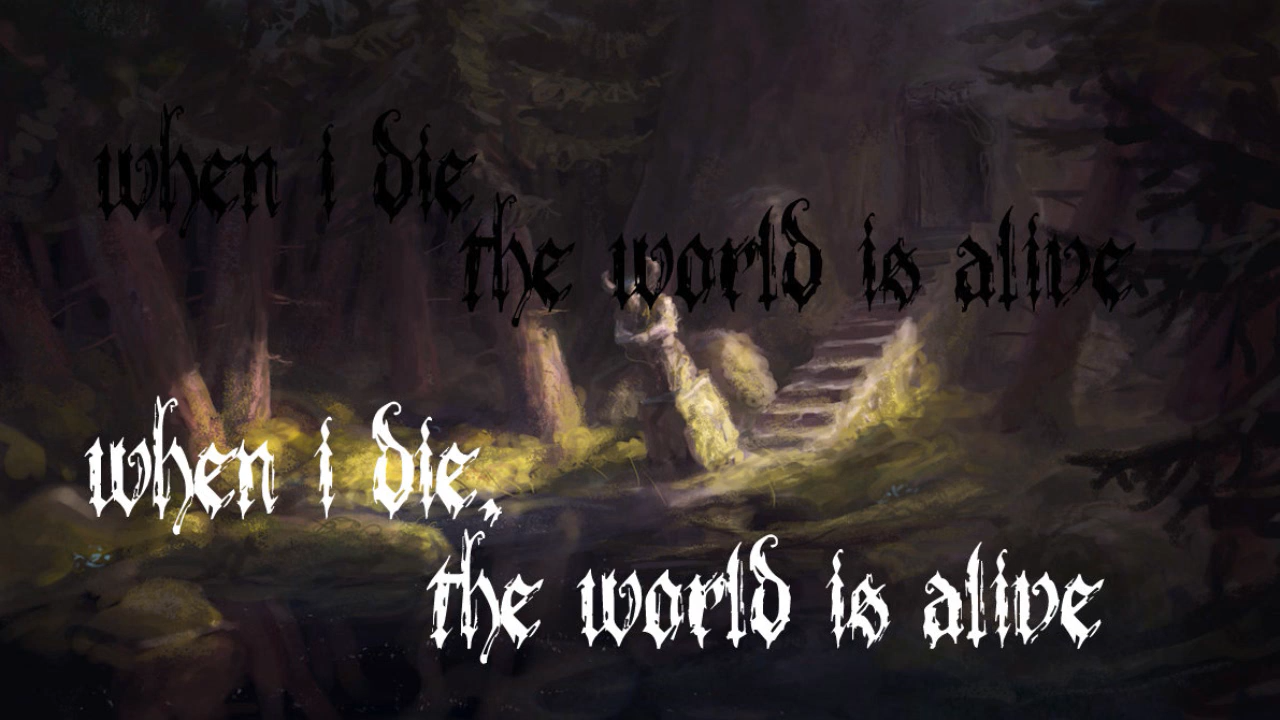 when i die
the world is alive
when i die,
the world is alive